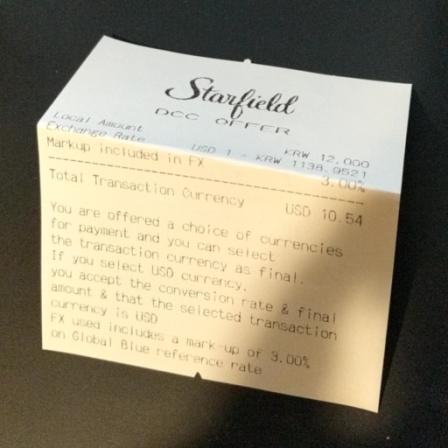 Starfield
DCC OFFER
Local Amount KRW 12,000
Exchange Rate USD 1 - KRW 1138.9521
Markup included in FX 3.00%
Total Transaction Currency USD 10.54
You are offered a choice of currencies
for payment and you can select
the transaction currency as final.
If you select USD currency.
you accept the conversion rate & final
amount & that the selected transaction
currency is USD
FX used includes a mark-up of 3.00%
on Global Blue reference rate